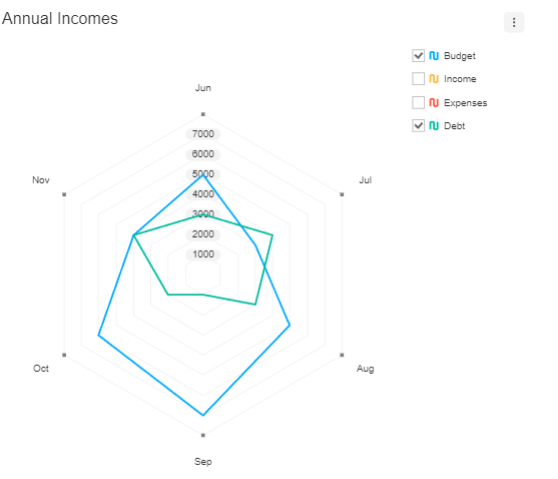 Annual Incomes
Budget
Income
Expenses
Debt
Jun
7000
6000
5000
4000
3000
2000
1000
Nov
Jul
Oct
Aug
Sep